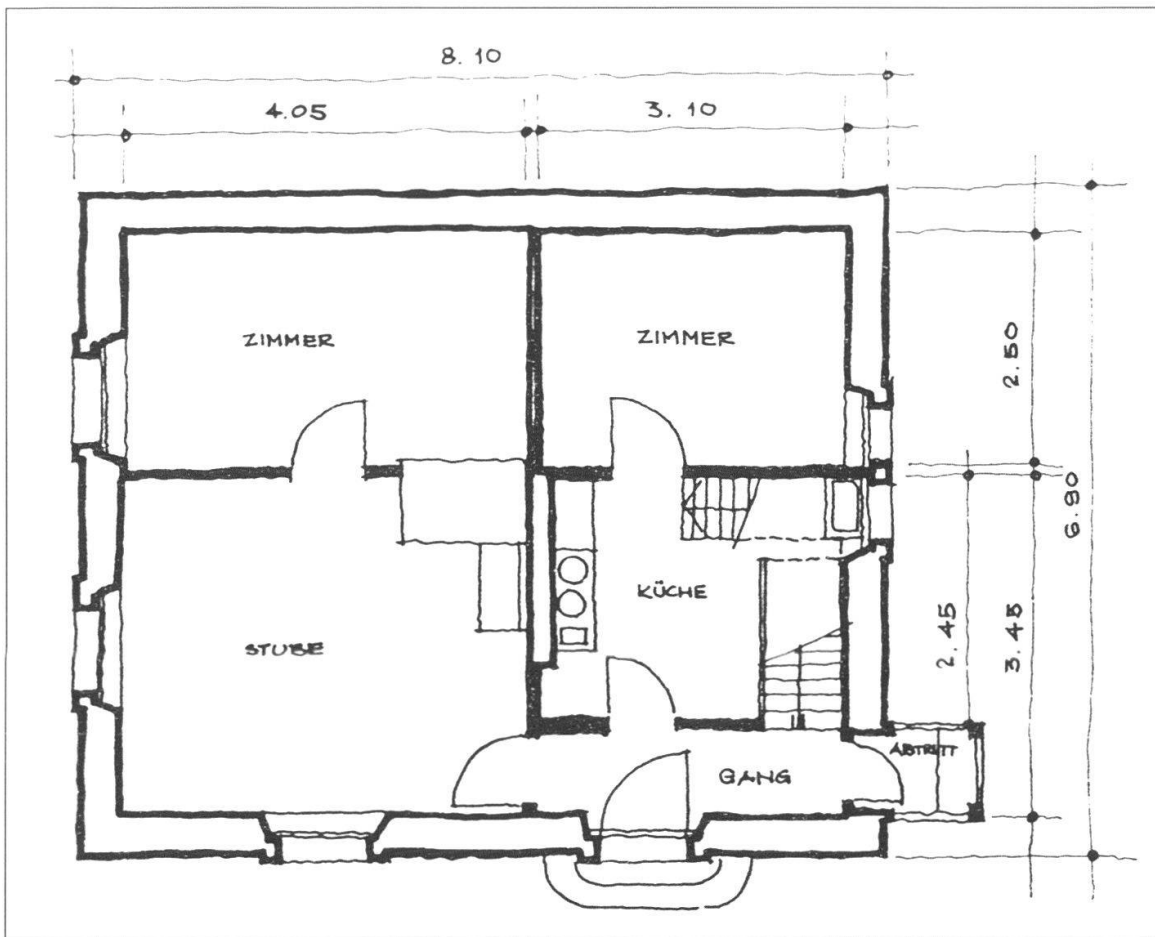 8.10
4.05
3.10
ZIMMER
ZIMMER
2.50
6.80
KÜCHE
STUBE
2.45
3.45
ABTRITT
GANG